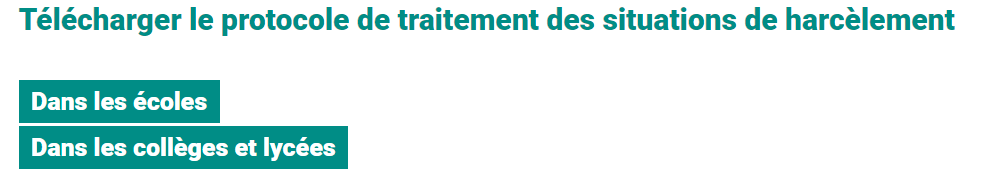 Télécharger le protocole de traitement des situations de harcèlement
Dans les écoles
Dans les collèges et lycées